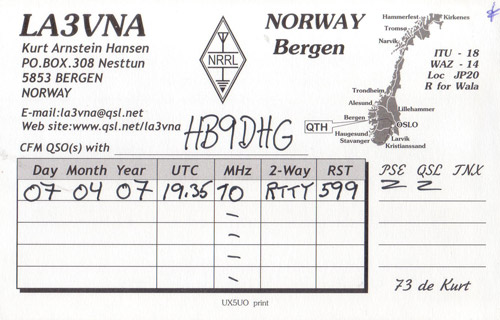 LA3VNA
Kurt Arnstein Hansen
PO.BOX.308 Nesttun
5853 BERGEN
NORWAY
E-mail:la3vna@qsl.net
Web site:www.qsl.net/la3vna
NRRL
NORWAY
Bergen
Hammerfest
Kirkenes
Tromsø
Narvik
Trondheim
Alesund
Lillehammer
Bergen
QTH
OSLO
Haugesund
Stavanger
Larvik
Kristianssand
ITU - 18
WAZ - 14
Loc JP20
R for Wala
CFM QSO(s) with HB9DHG
Day Month Year UTC MHz 2-Way RST PSE QSL TNX
07 04 07 19.35 10 RTTY 599
73 de Kurt
UX5UO print